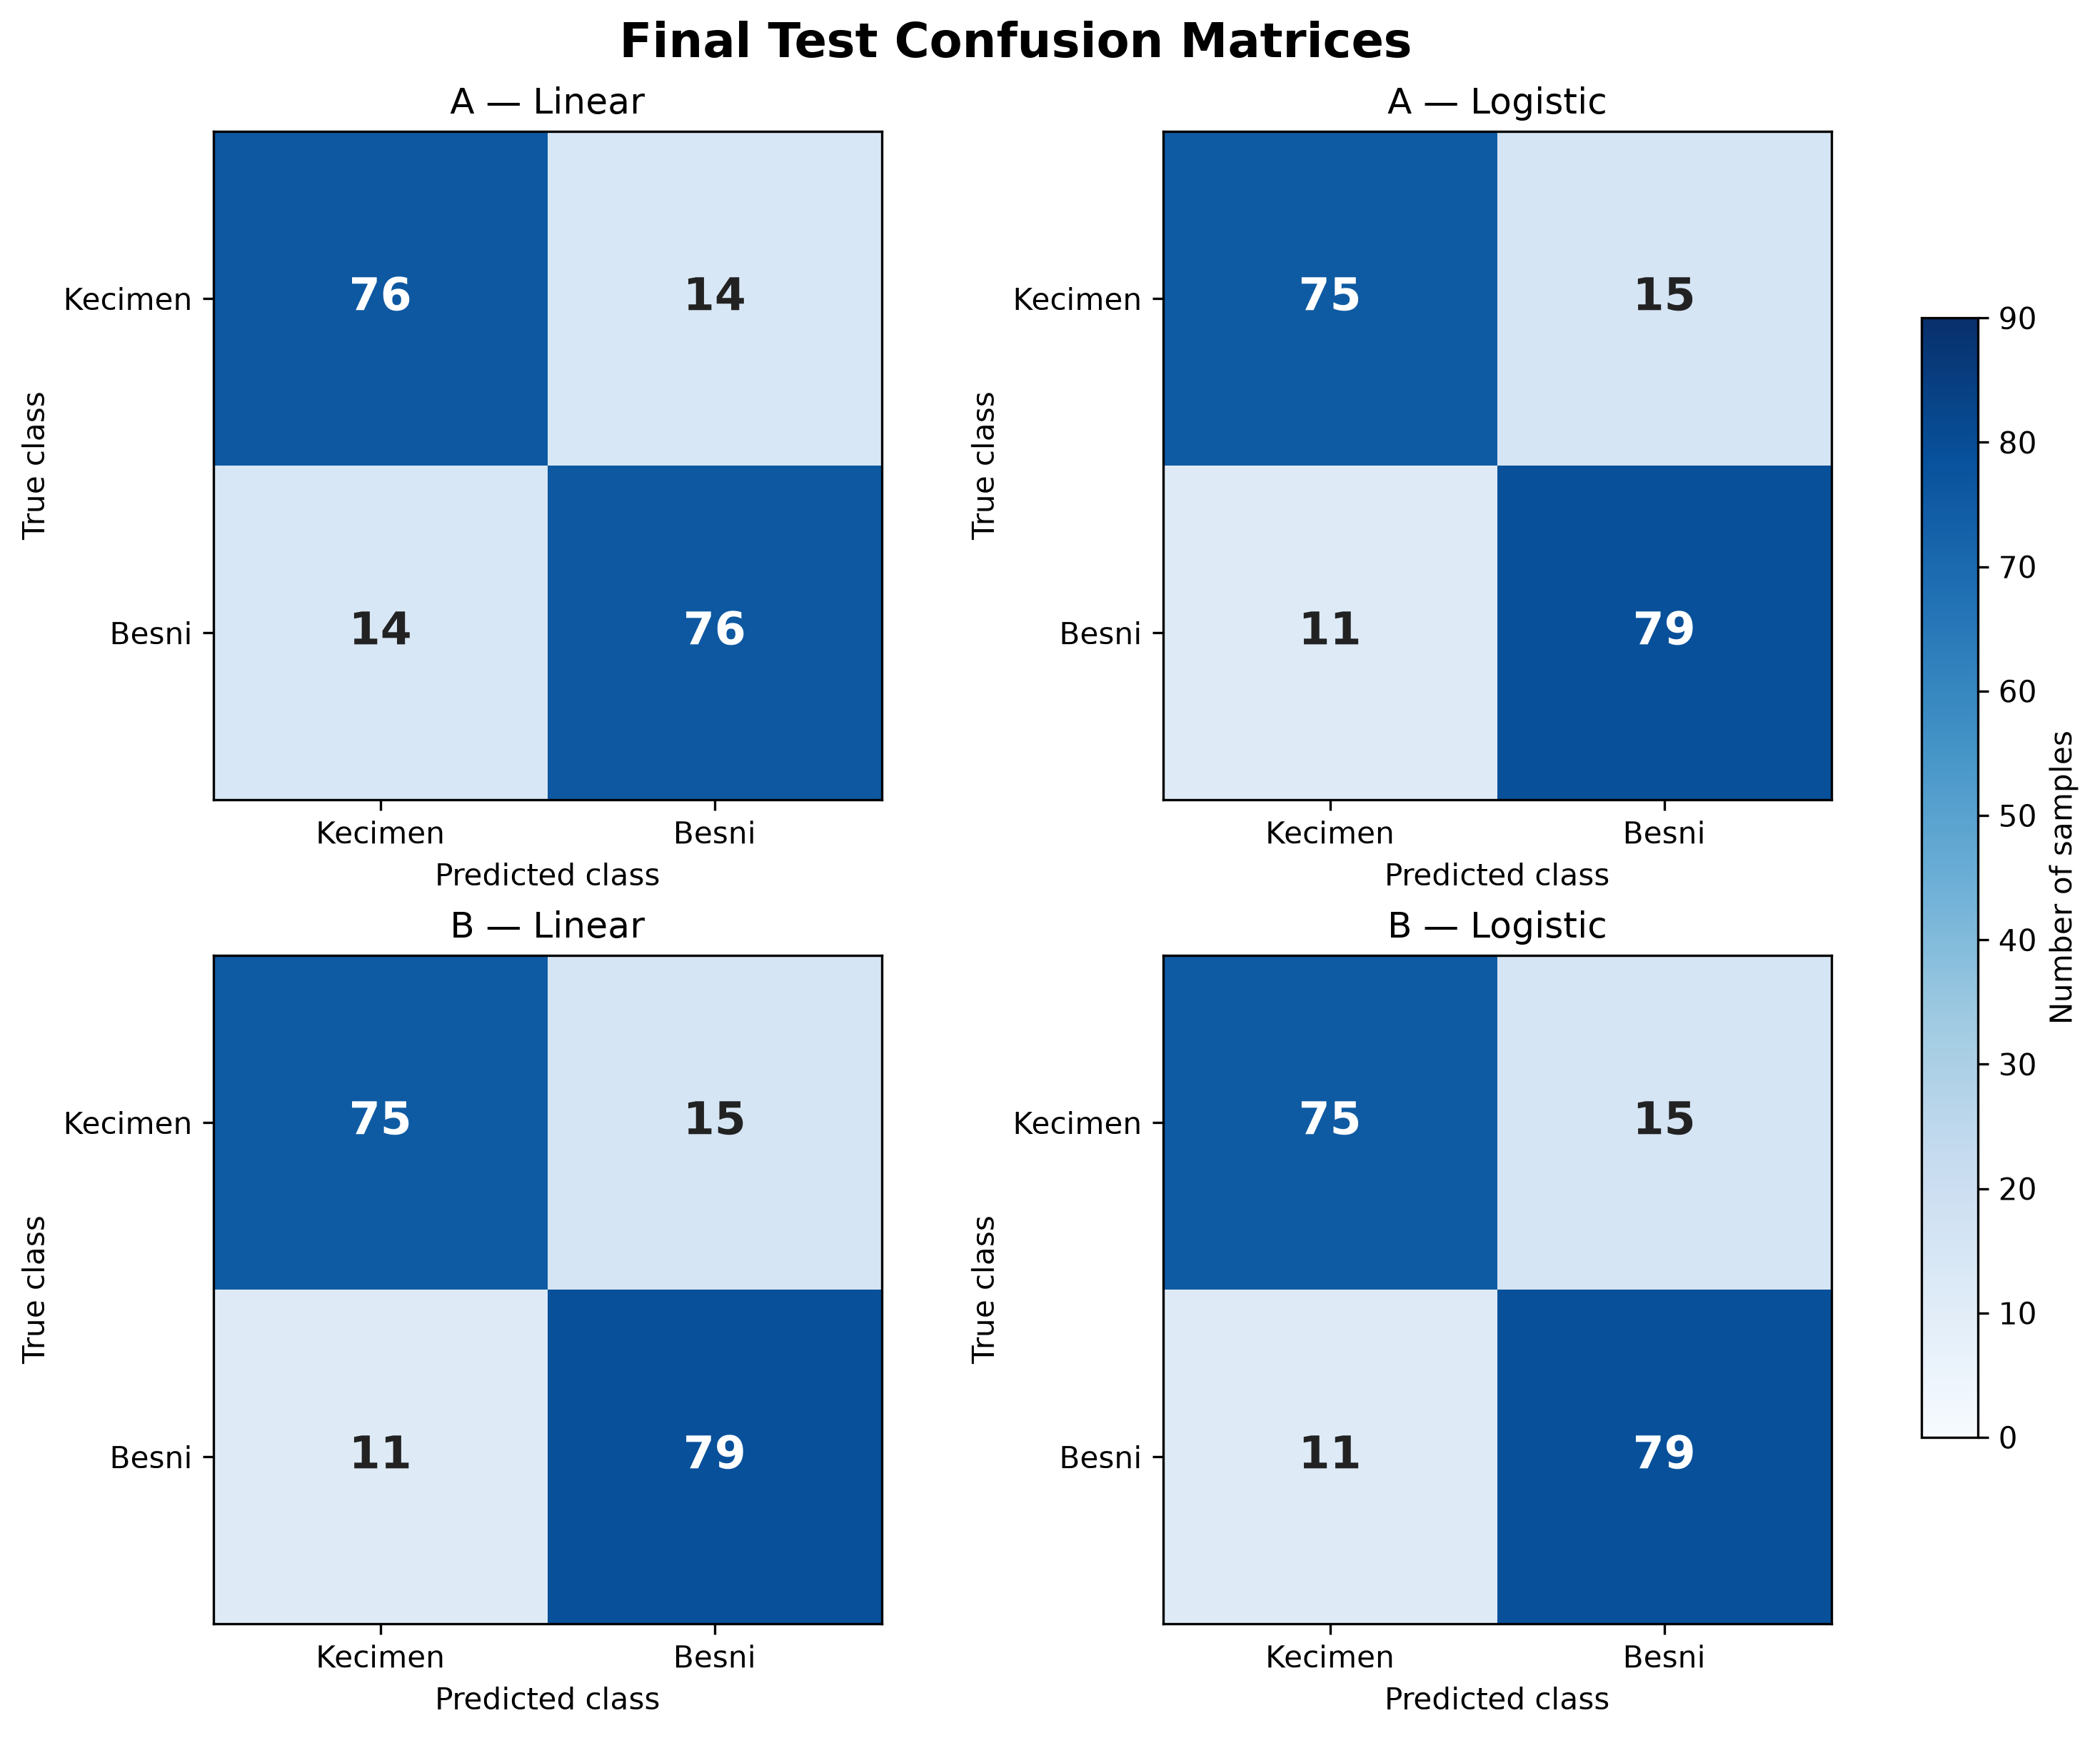 Final Test Confusion Matrices
A — Linear
True class
Kecimen
76
14
Besni
14
76
Kecimen
Besni
Predicted class
A — Logistic
True class
Kecimen
75
15
Besni
11
79
Kecimen
Besni
Predicted class
B — Linear
True class
Kecimen
75
15
Besni
11
79
Kecimen
Besni
Predicted class
B — Logistic
True class
Kecimen
75
15
Besni
11
79
Kecimen
Besni
Predicted class
90
80
70
60
50
40
30
20
10
0
Number of samples